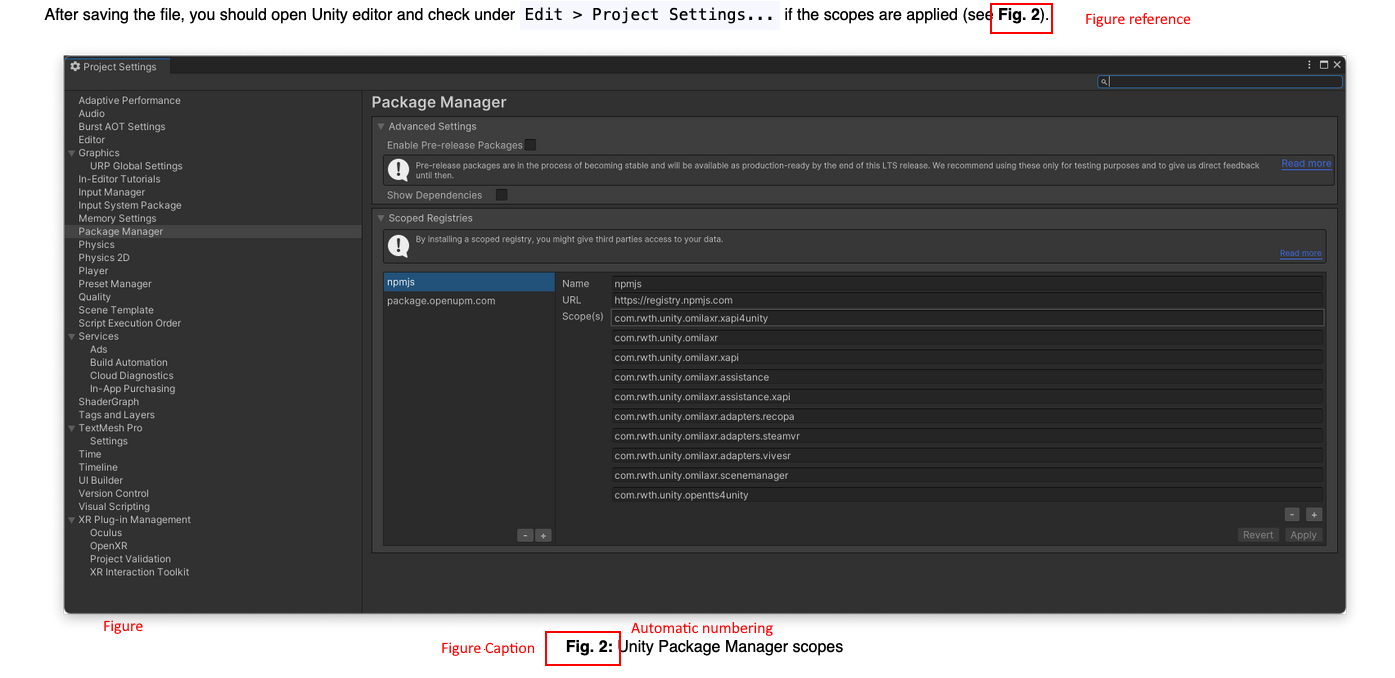 After saving the file, you should open Unity editor and check under Edit > Project Settings... if the scopes are applied (see Fig. 2).
Figure reference
Project Settings
Adaptive Performance
Audio
Burst AOT Settings
Editor
Graphics
URP Global Settings
In-Editor Tutorials
Input Manager
Input System Package
Memory Settings
Package Manager
Physics
Physics 2D
Player
Preset Manager
Quality
Scene Template
Script Execution Order
Services
Ads
Build Automation
Cloud Diagnostics
In-App Purchasing
ShaderGraph
Tags and Layers
TextMesh Pro
Settings
Time
Timeline
UI Builder
Version Control
Visual Scripting
XR Plug-in Management
Oculus
OpenXR
Project Validation
XR Interaction Toolkit
Package Manager
Advanced Settings
Enable Pre-release Packages
Pre-release packages are in the process of becoming stable and will be available as production-ready by the end of this LTS release. We recommend using these only for testing purposes and to give us direct feedback
until then.
Read more
Show Dependencies
Scoped Registries
By installing a scoped registry, you might give third parties access to your data.
Read more
npmjs
package.openupm.com
- +
Name npmjs
URL https://registry.npmjs.com
Scope(s) com.rwth.unity.omilaxr.xapi4unity
com.rwth.unity.omilaxr
com.rwth.unity.omilaxr.xapi
com.rwth.unity.omilaxr.assistance
com.rwth.unity.omilaxr.assistance.xapi
com.rwth.unity.omilaxr.adapters.recopa
com.rwth.unity.omilaxr.adapters.steamvr
com.rwth.unity.omilaxr.adapters.vivesr
com.rwth.unity.omilaxr.scenemanager
com.rwth.unity.opentts4unity
- +
Revert Apply
Figure
Automatic numbering
Figure Caption
Fig. 2: Unity Package Manager scopes